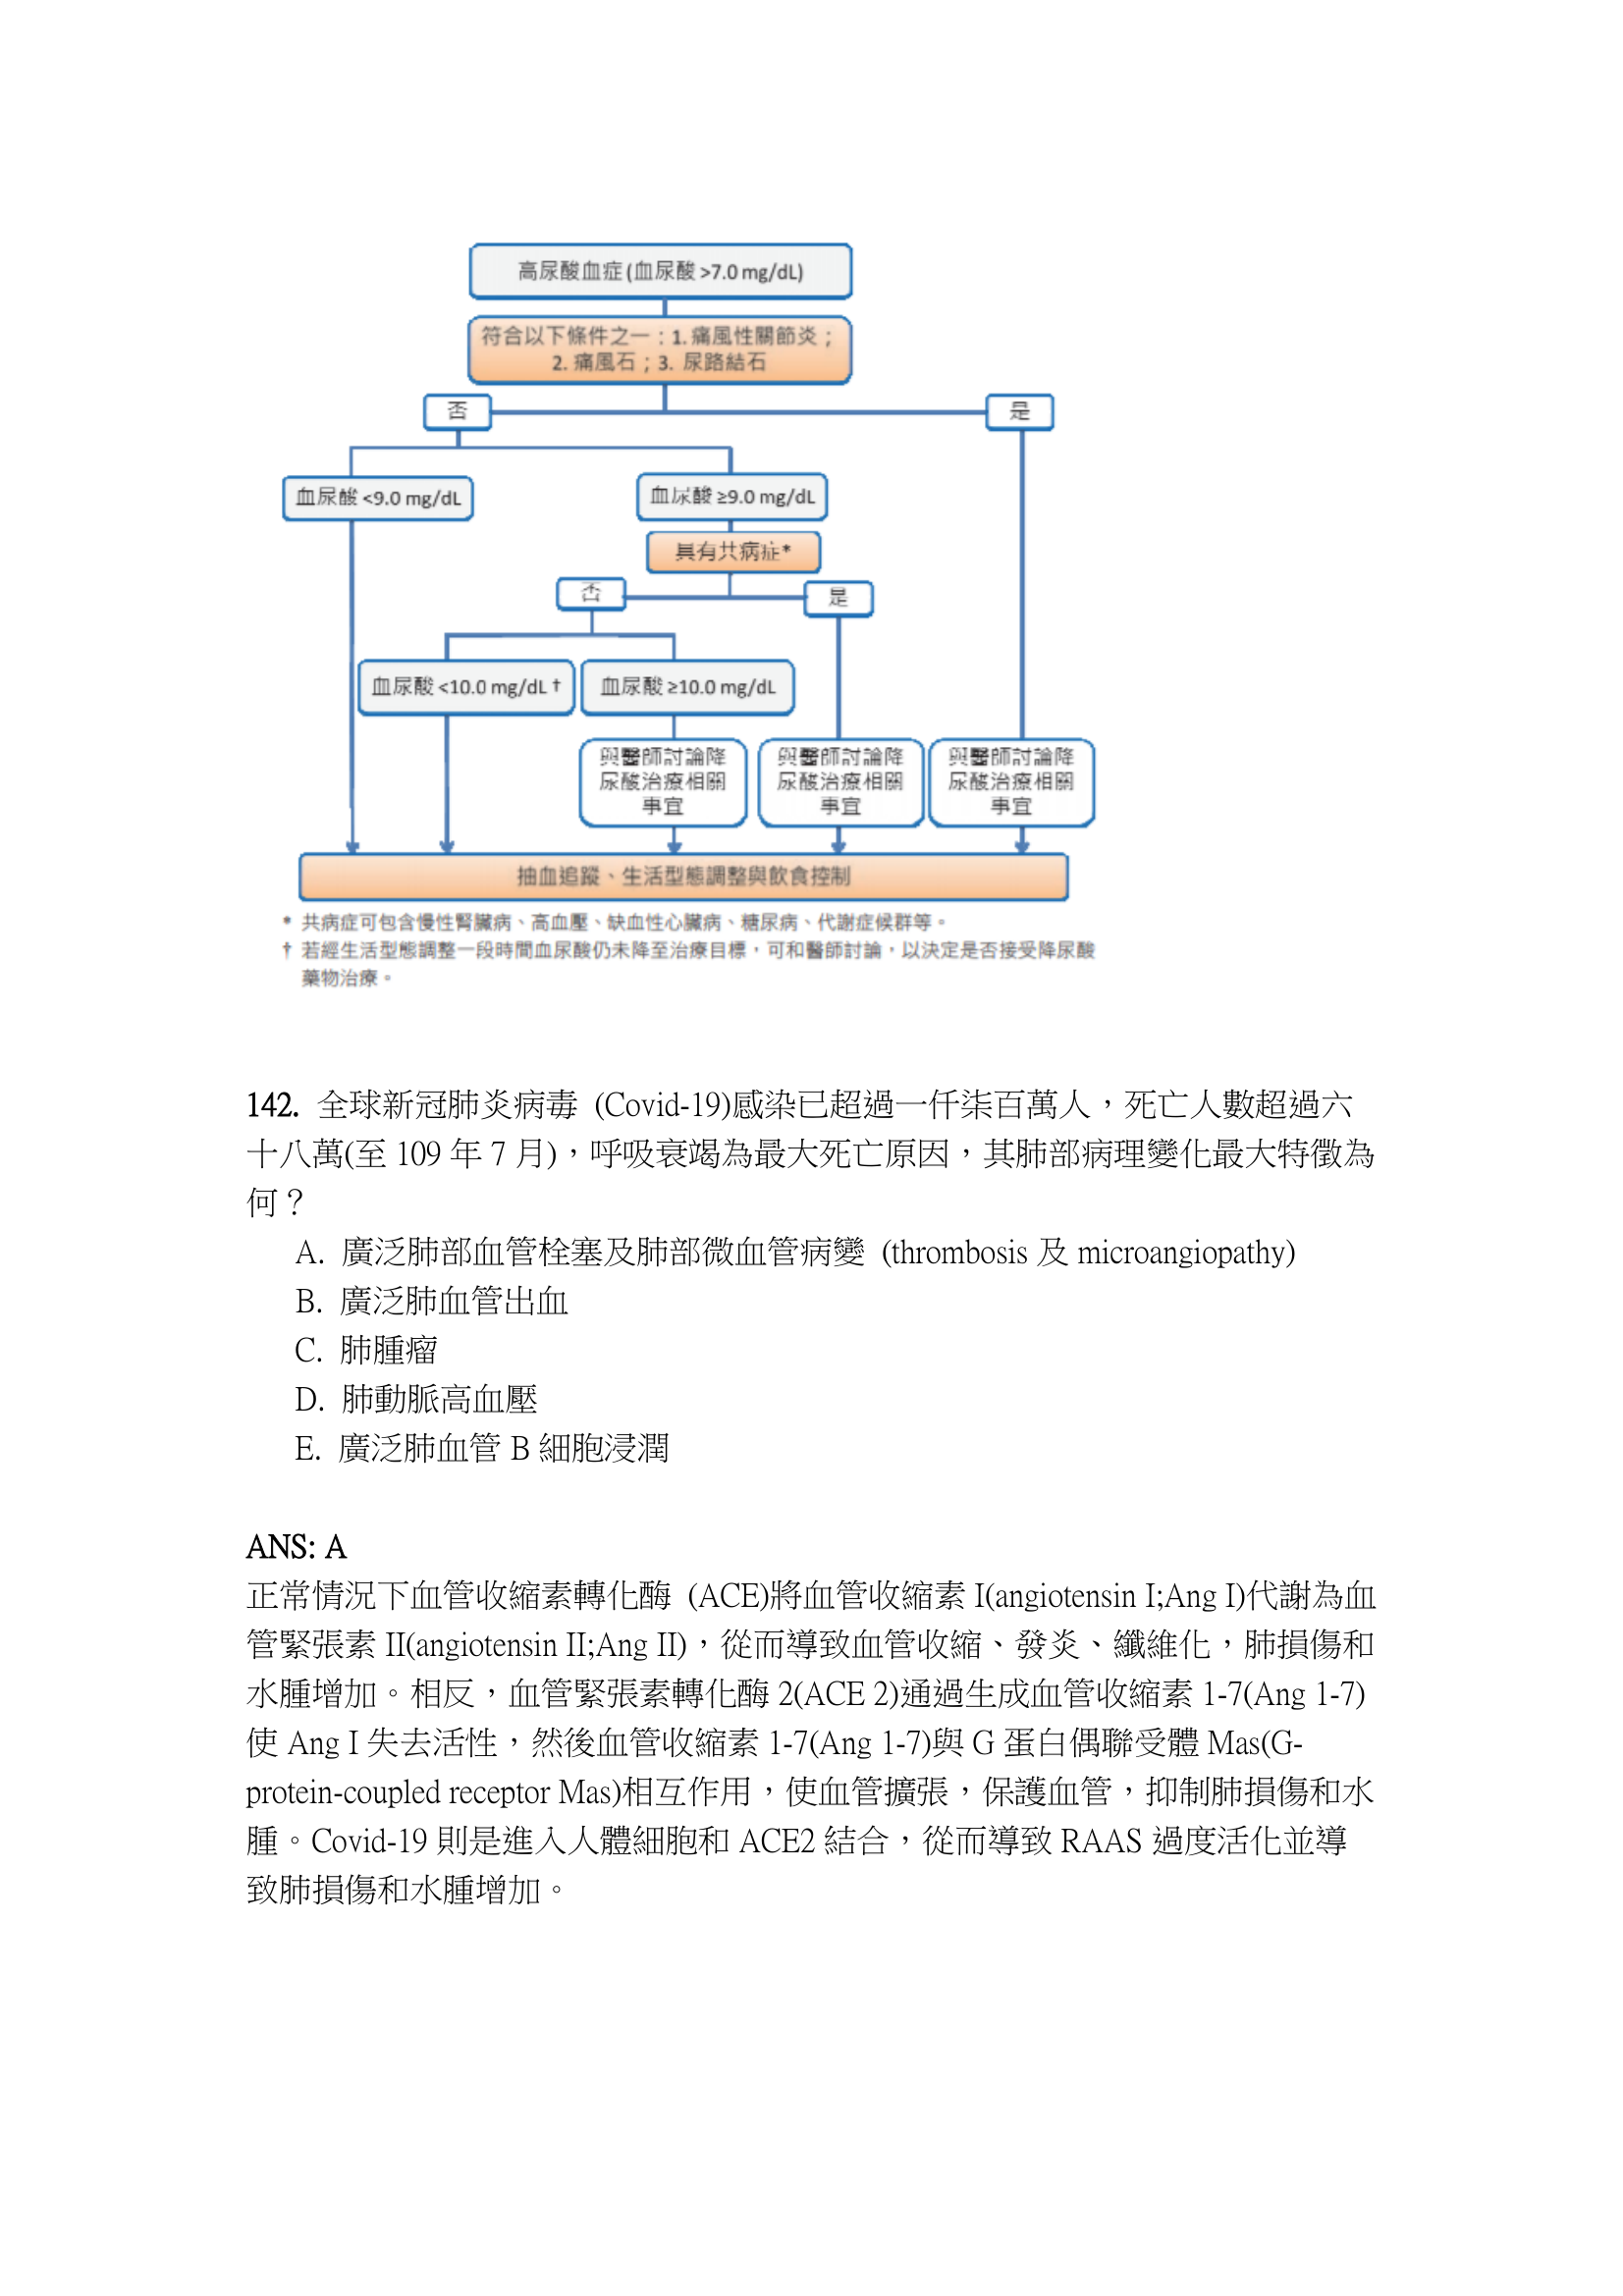 高尿酸血症 (血尿酸 >7.0 mg/dL)
符合以下條件之一：1. 痛風性關節炎；
2. 痛風石；3. 尿路結石
否
是
血尿酸 <9.0 mg/dL
血尿酸 ≥9.0 mg/dL
具有共病症*
否
是
血尿酸 <10.0 mg/dL †
血尿酸 ≥10.0 mg/dL
與醫師討論降
尿酸治療相關
事宜
與醫師討論降
尿酸治療相關
事宜
與醫師討論降
尿酸治療相關
事宜
抽血追蹤、生活型態調整與飲食控制
* 共病症可包含慢性腎臟病、高血壓、缺血性心臟病、糖尿病、代謝症候群等。
† 若經生活型態調整一段時間血尿酸仍未降至治療目標，可和醫師討論，以決定是否接受降尿酸
藥物治療。
142. 全球新冠肺炎病毒 (Covid-19)感染已超過一仟柒百萬人，死亡人數超過六
十八萬(至 109 年 7 月)，呼吸衰竭為最大死亡原因，其肺部病理變化最大特徵為
何？
A. 廣泛肺部血管栓塞及肺部微血管病變 (thrombosis 及 microangiopathy)
B. 廣泛肺血管出血
C. 肺腫瘤
D. 肺動脈高血壓
E. 廣泛肺血管 B 細胞浸潤
ANS: A
正常情況下血管收縮素轉化酶 (ACE)將血管收縮素 I(angiotensin I;Ang I)代謝為血
管緊張素 II(angiotensin II;Ang II)，從而導致血管收縮、發炎、纖維化，肺損傷和
水腫增加。相反，血管緊張素轉化酶 2(ACE 2)通過生成血管收縮素 1-7(Ang 1-7)
使 Ang I 失去活性，然後血管收縮素 1-7(Ang 1-7)與 G 蛋白偶聯受體 Mas(G-
protein-coupled receptor Mas)相互作用，使血管擴張，保護血管，抑制肺損傷和水
腫。Covid-19 則是進入人體細胞和 ACE2 結合，從而導致 RAAS 過度活化並導
致肺損傷和水腫增加。